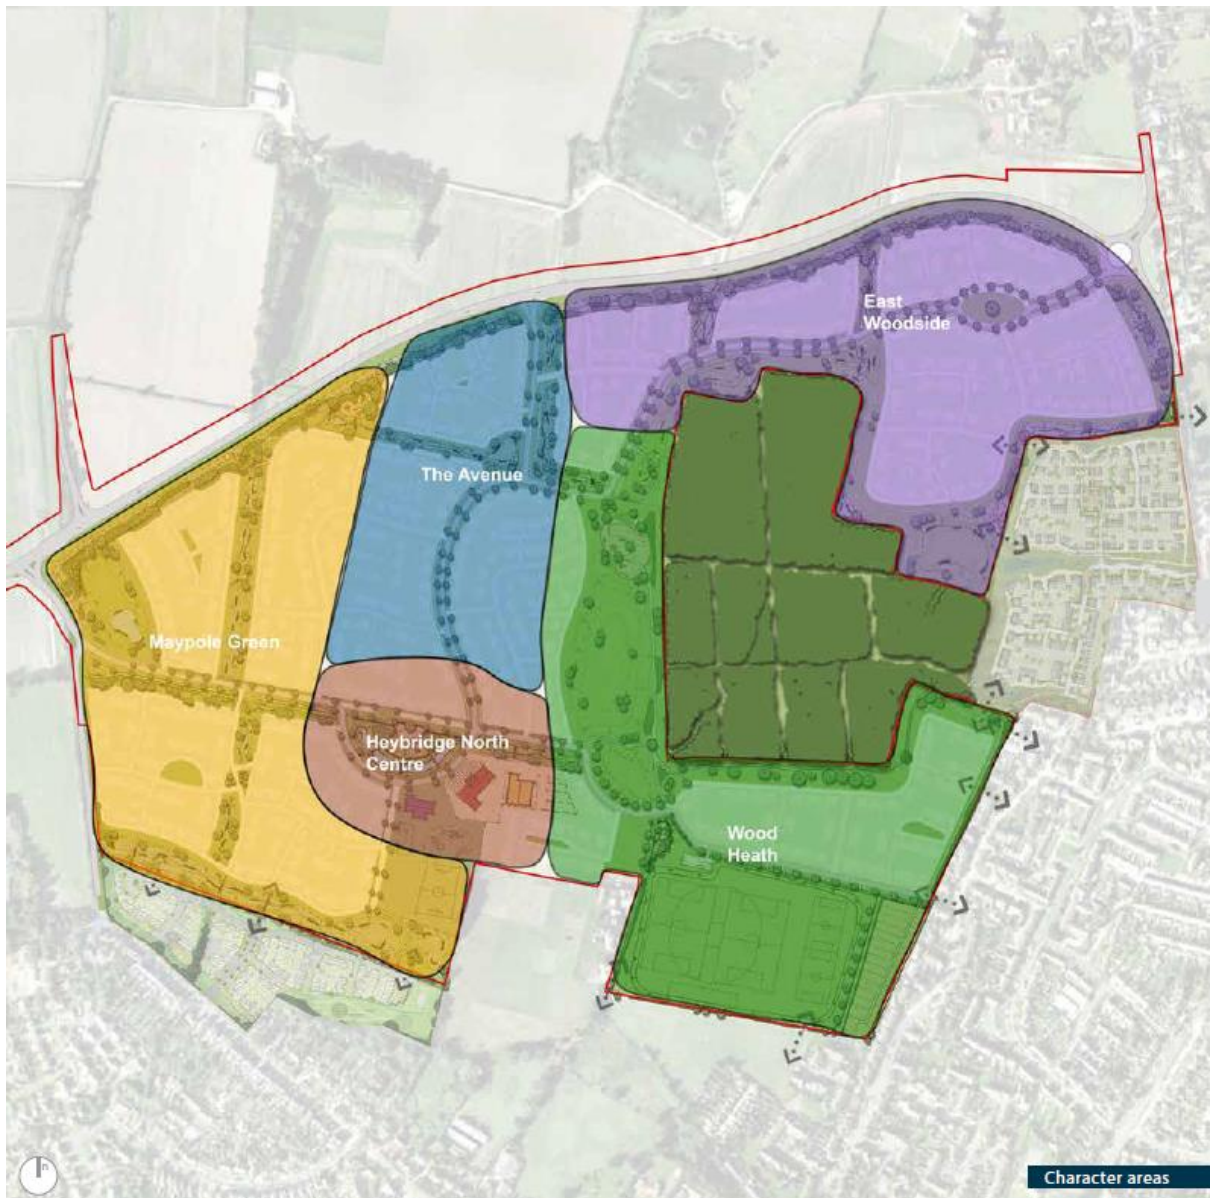 East
Woodside
The Avenue
Maypole Green
Heybridge North
Centre
Wood
Heath
n
Character areas